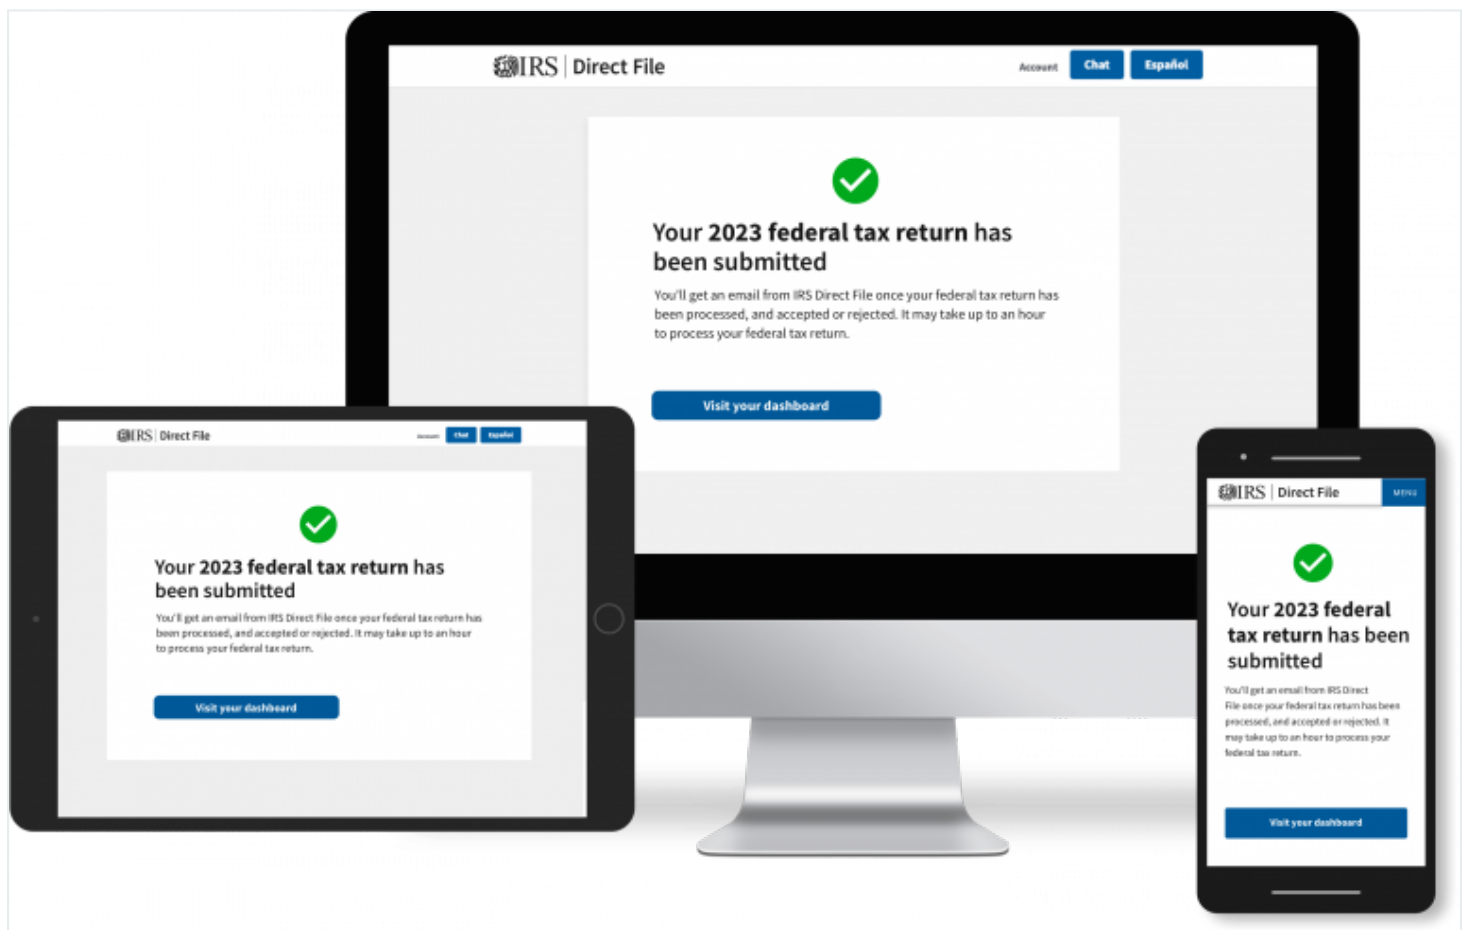 IRS | Direct File
Account
Chat
Español
Your 2023 federal tax return has
been submitted
You'll get an email from IRS Direct File once your federal tax return has
been processed, and accepted or rejected. It may take up to an hour
to process your federal tax return.
Visit your dashboard
IRS | Direct File
Account
Chat
Español
Your 2023 federal tax return has
been submitted
You'll get an email from IRS Direct File once your federal tax return has
been processed, and accepted or rejected. It may take up to an hour
to process your federal tax return.
Visit your dashboard
IRS | Direct File
MENU
Your 2023 federal
tax return has been
submitted
You'll get an email from IRS Direct
File once your federal tax return has been
processed, and accepted or rejected. It
may take up to an hour to process your
federal tax return.
Visit your dashboard